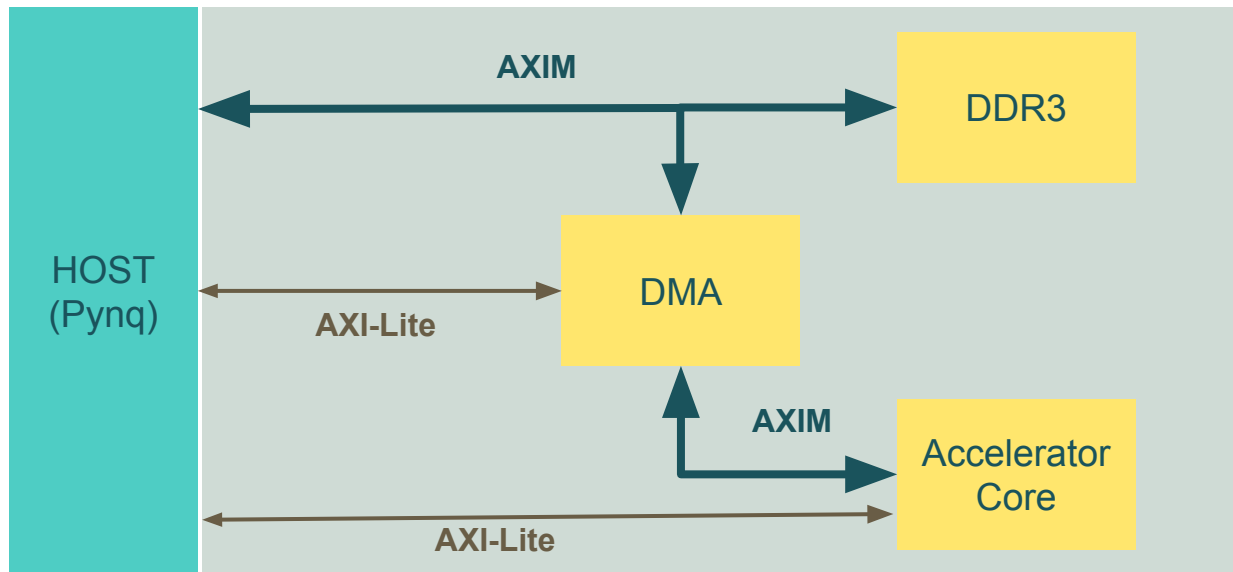 AXIM
DDR3
HOST
(Pynq)
DMA
AXI-Lite
AXIM
Accelerator
Core
AXI-Lite